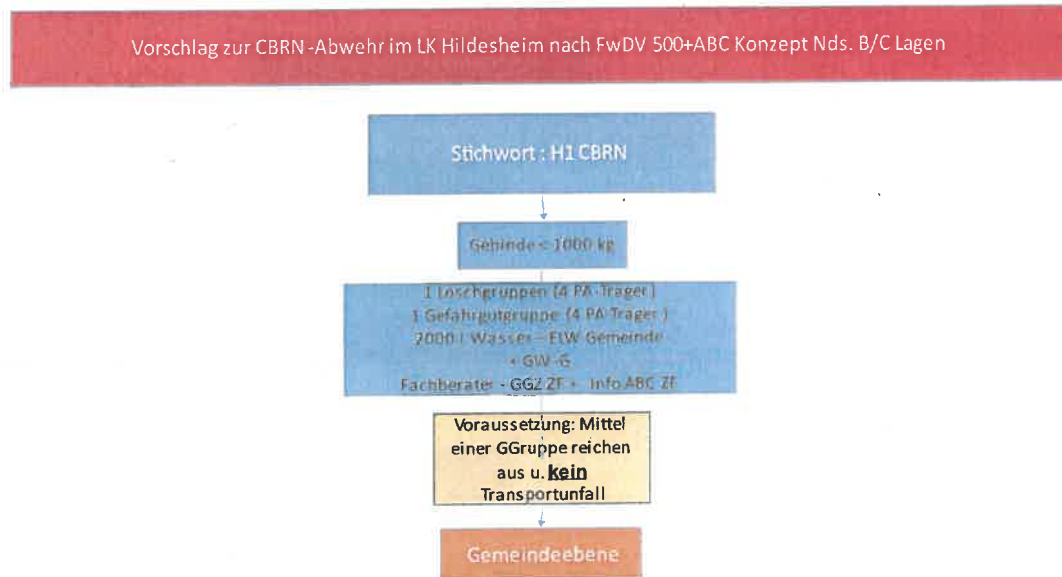 Vorschlag zur CBRN -Abwehr im LK Hildesheim nach FwDV 500+ABC Konzept Nds. B/C Lagen
Stichwort : H1 CBRN
Gebinde < 1000 kg
1 Löschgruppen (4 PA-Träger)
1 Gefahrgutgruppe (4 PA-Träger )
2000 l Wasser - ELW Gemeinde
+ GW-G
Fachberater - GGZ ZF + Info ABC ZF
Voraussetzung: Mittel
einer GGruppe reichen
aus u. kein
Transportunfall
Gemeindeebene